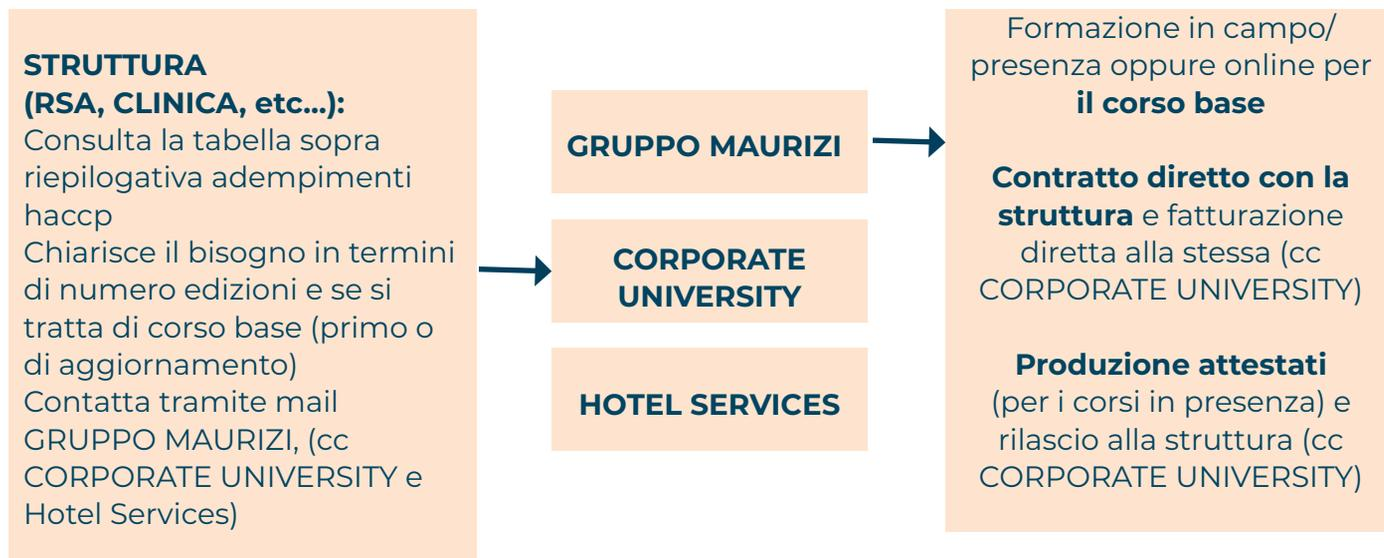 STRUTTURA
(RSA, CLINICA, etc...):
Consulta la tabella sopra
riepilogativa adempimenti
haccp
Chiarisce il bisogno in termini
di numero edizioni e se si
tratta di corso base (primo o
di aggiornamento)
Contatta tramite mail
GRUPPO MAURIZI, (cc
CORPORATE UNIVERSITY e
Hotel Services)
GRUPPO MAURIZI
CORPORATE
UNIVERSITY
HOTEL SERVICES
Formazione in campo/
presenza oppure online per
il corso base
Contratto diretto con la
struttura e fatturazione
diretta alla stessa (cc
CORPORATE UNIVERSITY)
Produzione attestati
(per i corsi in presenza) e
rilascio alla struttura (cc
CORPORATE UNIVERSITY)